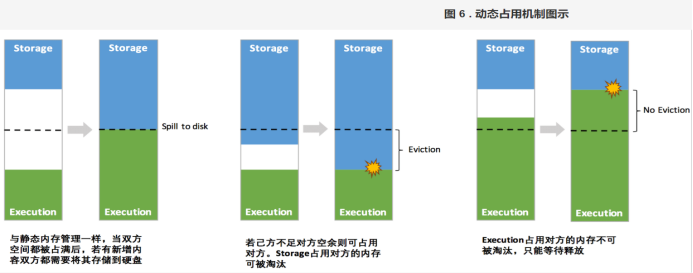 图 6 . 动态占用机制图示
Storage
Storage
Execution
Execution
Spill to disk
与静态内存管理一样，当双方
空间都被占满后，若有新增内
容双方都需要将其存储到硬盘
Storage
Storage
Execution
Execution
Eviction
若己方不足对方空余则可占用
对方。Storage占用对方的内存
可被淘汰
Storage
Storage
Execution
Execution
No Eviction
Execution占用对方的内存不可
被淘汰，只能等待释放